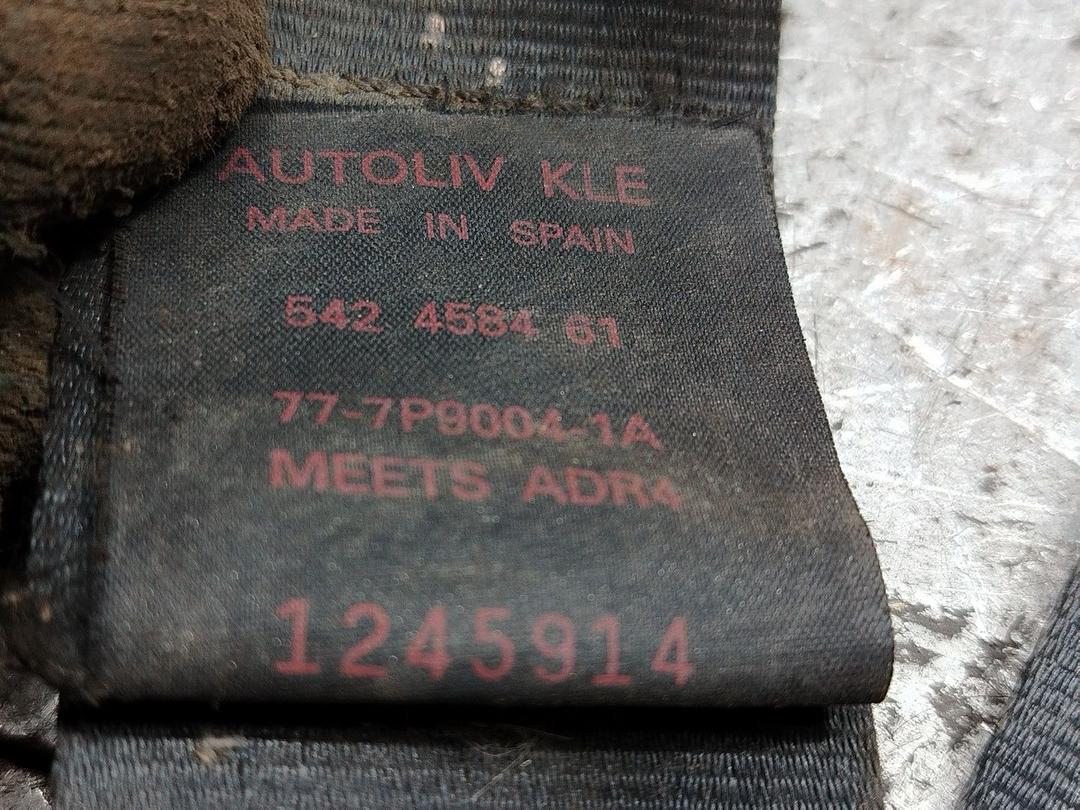 AUTOLIV KLE
MADE IN SPAIN
542 4584 61
77-7P9004-1A
MEETS ADR4
1245914